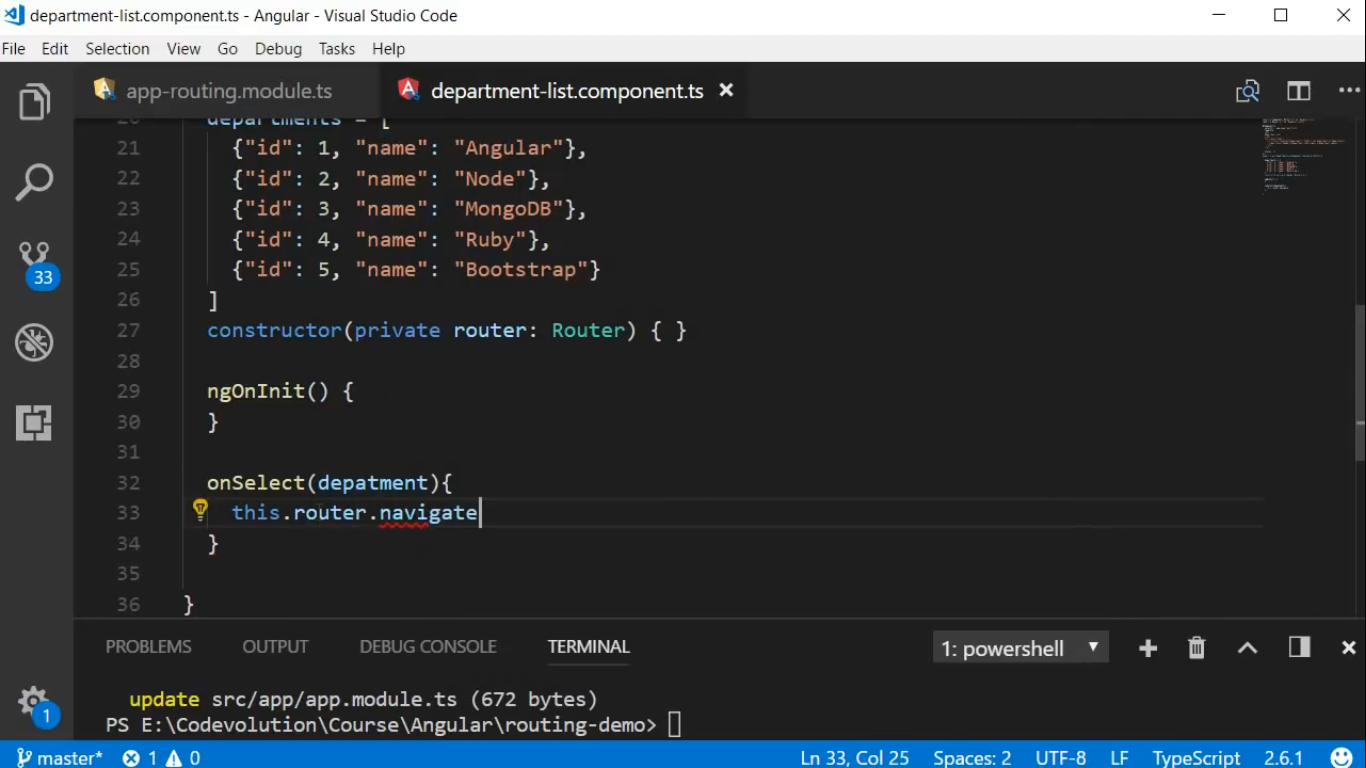 department-list.component.ts - Angular - Visual Studio Code
File Edit Selection View Go Debug Tasks Help
app-routing.module.ts department-list.component.ts
20 departments = [
21 {"id": 1, "name": "Angular"},
22 {"id": 2, "name": "Node"},
23 {"id": 3, "name": "MongoDB"},
24 {"id": 4, "name": "Ruby"},
25 {"id": 5, "name": "Bootstrap"}
26 ]
27 constructor(private router: Router) { }
28
29 ngOnInit() {
30 }
31
32 onSelect(depatment){
33 this.router.navigate
34 }
35
36 }
33
PROBLEMS OUTPUT DEBUG CONSOLE TERMINAL 1: powershell
update src/app/app.module.ts (672 bytes)
PS E:\Codevolution\Course\Angular\routing-demo>
1
master* 1 0 Ln 33, Col 25 Spaces: 2 UTF-8 LF TypeScript 2.6.1